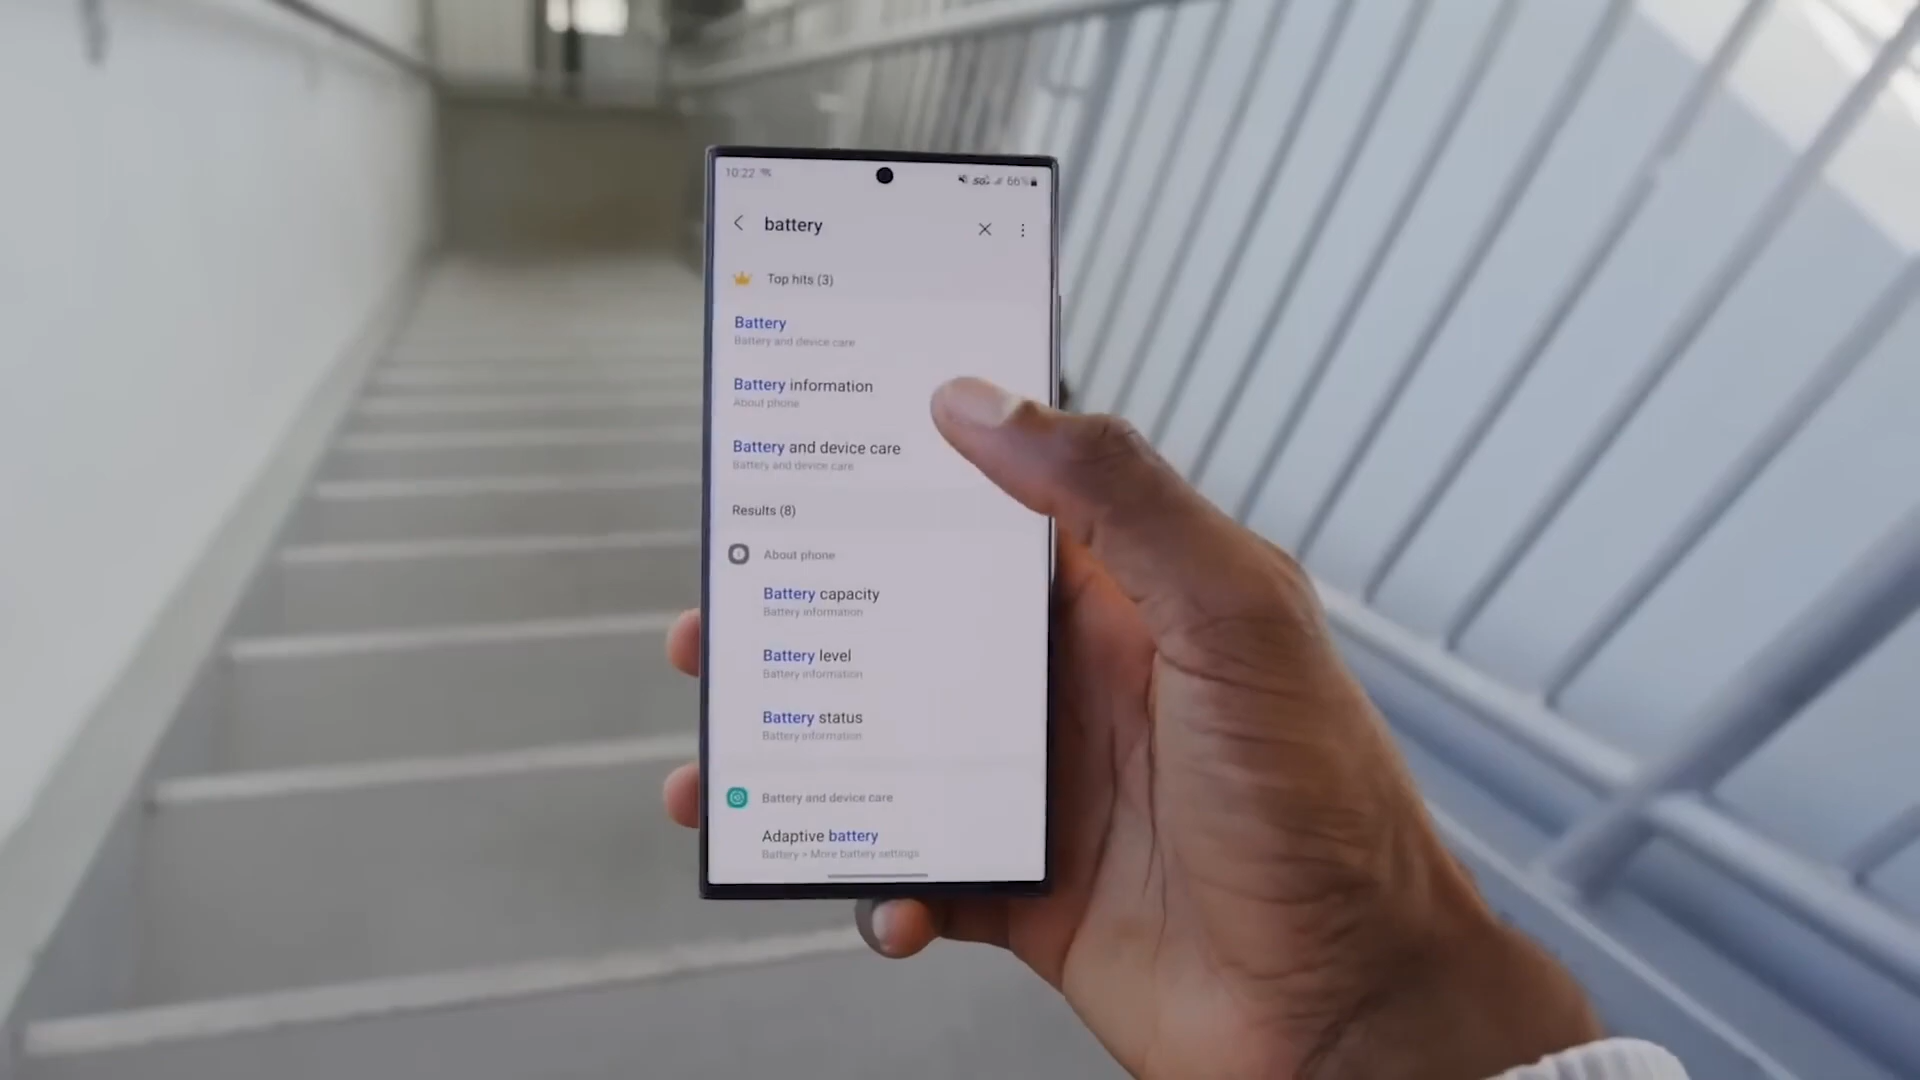 10:22 5G 66%
battery
Top hits (3)
Battery
Battery and device care
Battery information
About phone
Battery and device care
Battery and device care
Results (8)
About phone
Battery capacity
Battery information
Battery level
Battery information
Battery status
Battery information
Battery and device care
Adaptive battery
Battery > More battery settings